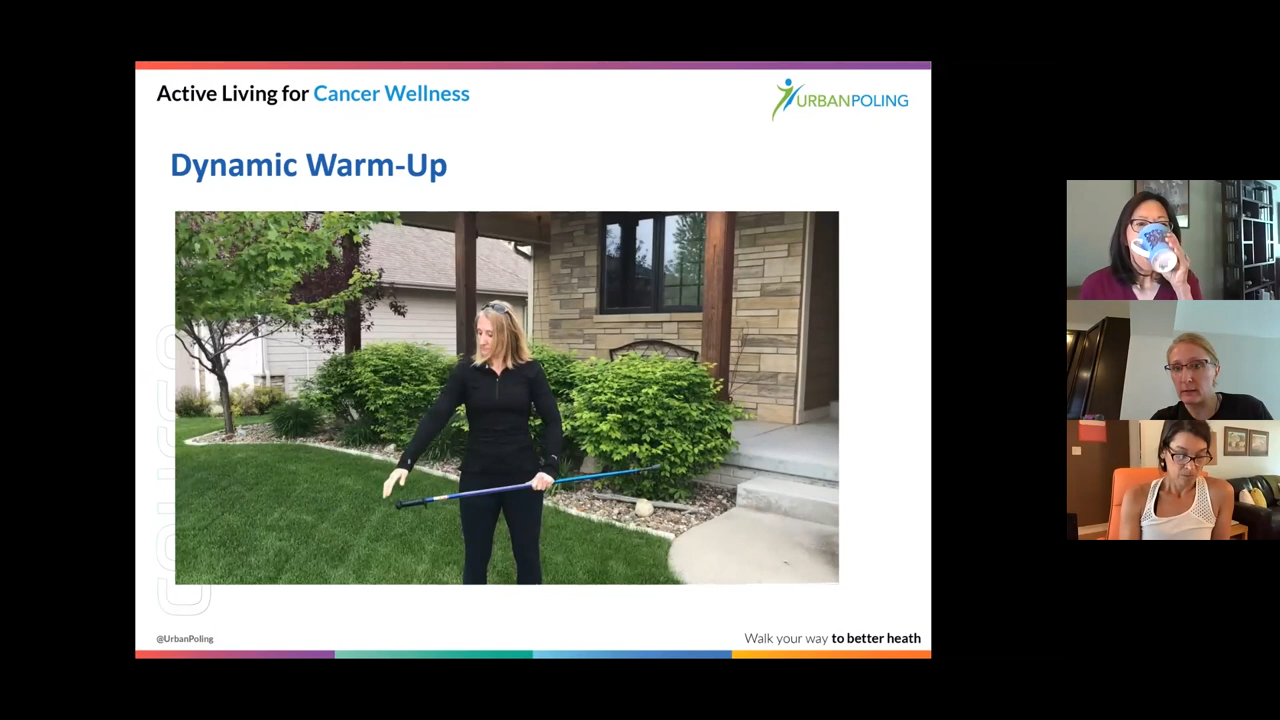 Active Living for Cancer Wellness
URBANPOLING
Dynamic Warm-Up
@UrbanPoling
Walk your way to better heath